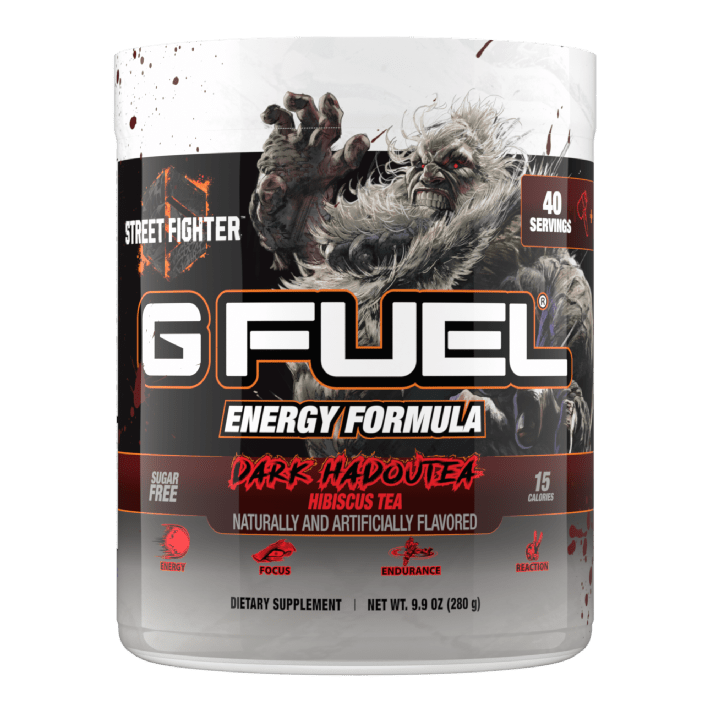 STREET FIGHTER™
40
SERVINGS
G FUEL®
ENERGY FORMULA
DARK HADOUTEA
SUGAR
FREE
HIBISCUS TEA
15
CALORIES
NATURALLY AND ARTIFICIALLY FLAVORED
ENERGY
FOCUS
ENDURANCE
REACTION
DIETARY SUPPLEMENT | NET WT. 9.9 OZ (280 g)